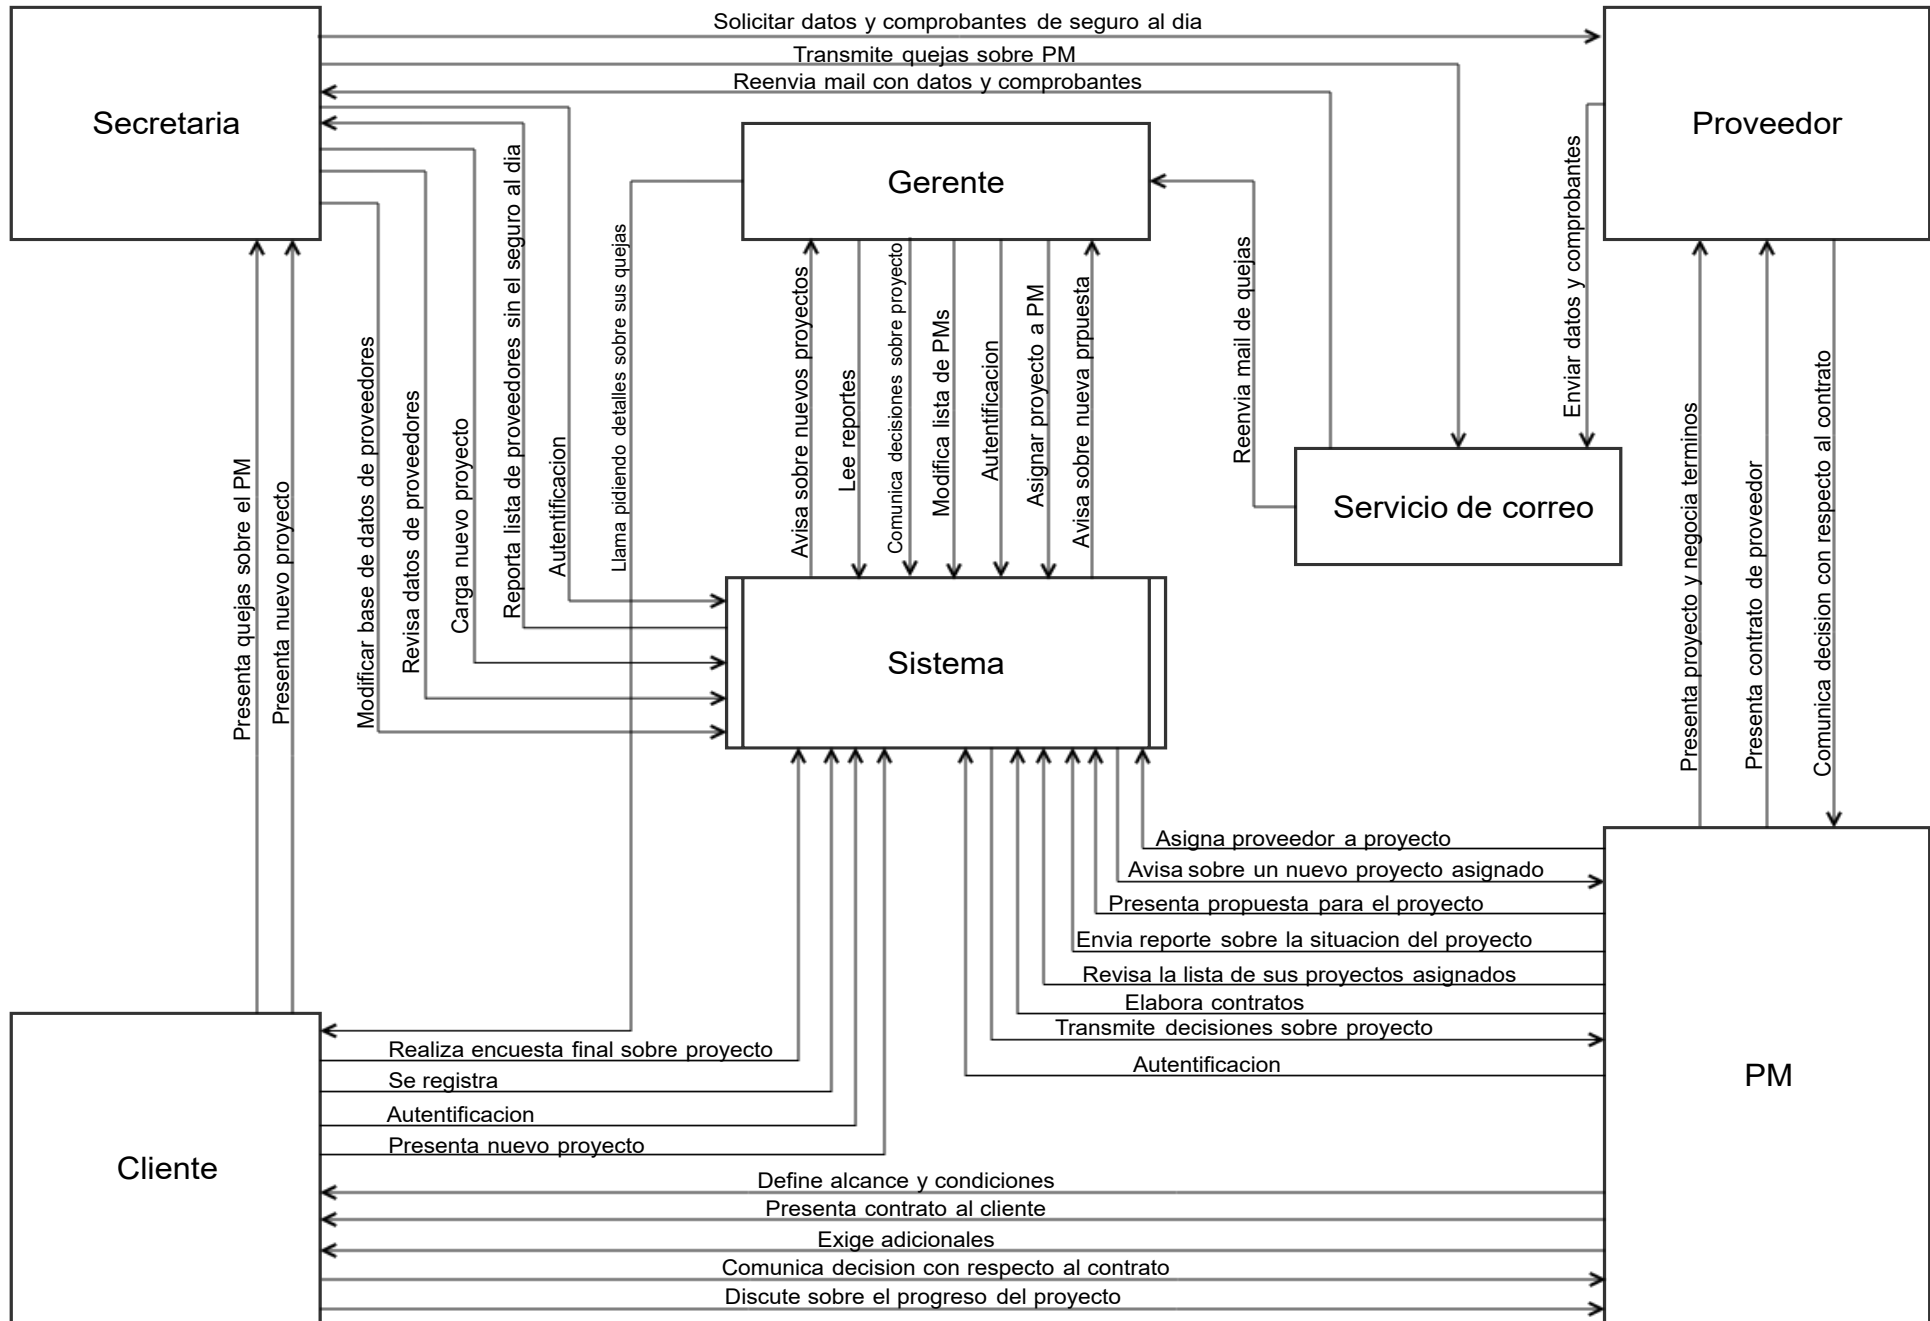 Solicitar datos y comprobantes de seguro al dia
Transmite quejas sobre PM
Reenvia mail con datos y comprobantes
Secretaria
Gerente
Proveedor
Presenta quejas sobre el PM
Presenta nuevo proyecto
Modificar base de datos de proveedores
Revisa datos de proveedores
Carga nuevo proyecto
Reporta lista de proveedores sin el seguro al dia
Autentificacion
Llama pidiendo detalles sobre sus quejas
Avisa sobre nuevos proyectos
Lee reportes
Comunica decisiones sobre proyecto
Modifica lista de PMs
Autentificacion
Asignar proyecto a PM
Avisa sobre nueva prpuesta
Reenvia mail de quejas
Enviar datos y comprobantes
Servicio de correo
Presenta proyecto y negocia terminos
Presenta contrato de proveedor
Comunica decision con respecto al contrato
Sistema
Asigna proveedor a proyecto
Avisa sobre un nuevo proyecto asignado
Presenta propuesta para el proyecto
Envia reporte sobre la situacion del proyecto
Revisa la lista de sus proyectos asignados
Elabora contratos
Transmite decisiones sobre proyecto
Autentificacion
PM
Realiza encuesta final sobre proyecto
Se registra
Autentificacion
Presenta nuevo proyecto
Cliente
Define alcance y condiciones
Presenta contrato al cliente
Exige adicionales
Comunica decision con respecto al contrato
Discute sobre el progreso del proyecto